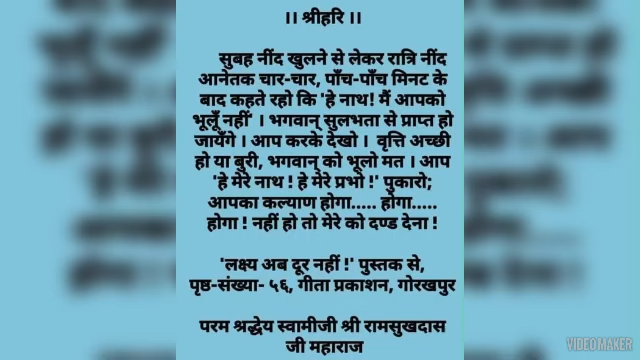 ।। श्रीहरि ।।
सुबह नींद खुलने से लेकर रात्रि नींद
आनेतक चार-चार, पाँच-पाँच मिनट के
बाद कहते रहो कि 'हे नाथ! मैं आपको
भूलूँ नहीं' । भगवान् सुलभता से प्राप्त हो
जायेंगे । आप करके देखो । वृत्ति अच्छी
हो या बुरी, भगवान् को भूलो मत । आप
'हे मेरे नाथ ! हे मेरे प्रभो !' पुकारो;
आपका कल्याण होगा..... होगा.....
होगा ! नहीं हो तो मेरे को दण्ड देना !
'लक्ष्य अब दूर नहीं !' पुस्तक से,
पृष्ठ-संख्या- ५६, गीता प्रकाशन, गोरखपुर
परम श्रद्धेय स्वामीजी श्री रामसुखदास
जी महाराज
VIDEO MAKER